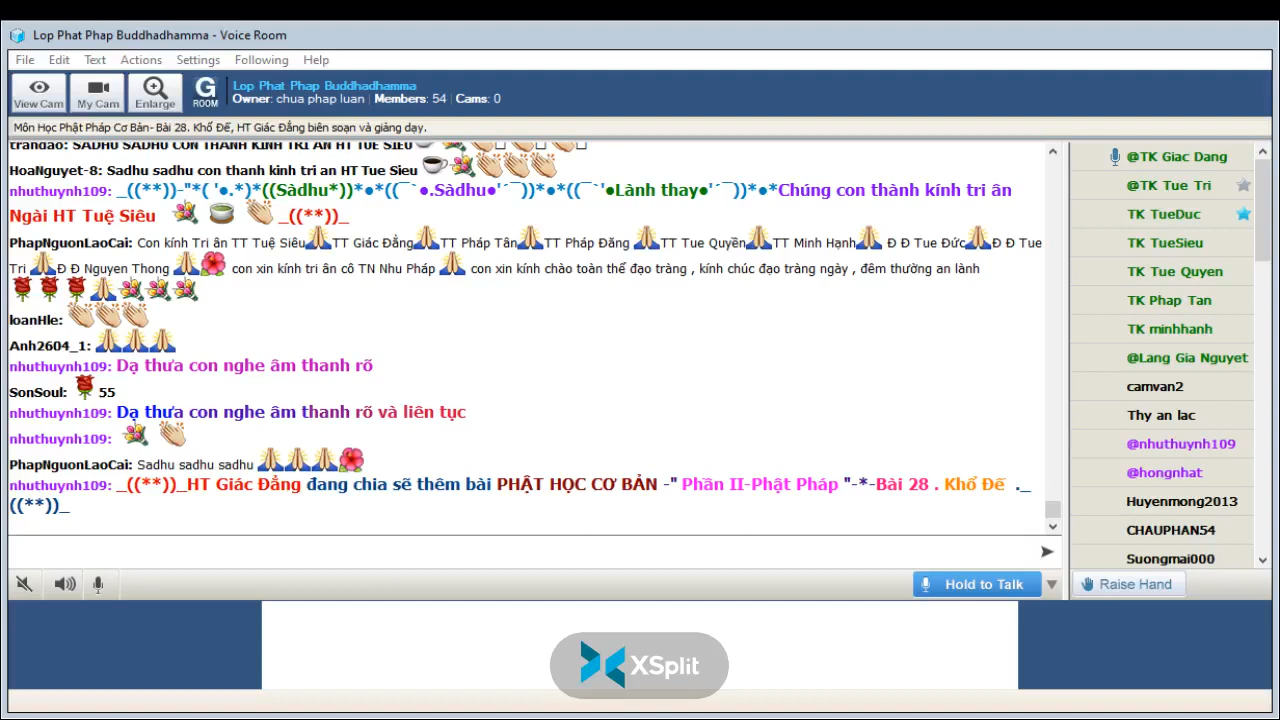 Lop Phat Phap Buddhadhamma - Voice Room
File Edit Text Actions Settings Following Help
View Cam My Cam Enlarge G ROOM
Lop Phat Phap Buddhadhamma
Owner: chua phap luan | Members: 54 | Cams: 0
Môn Học Phật Pháp Cơ Bản- Bài 28. Khổ Đế, HT Giác Đẳng biên soạn và giảng dạy.
trandao: SADHU SADHU CON THANH KINH TRI AN HT TUE SIEU
HoaNguyet-8: Sadhu sadhu con thanh kinh tri an HT Tue Sieu
nhuthuynh109: _((**))-"*( '●.*)*((Sàdhu*))*●*((¯`●.Sàdhu●'´¯))*●*((¯`'●Lành thay●'´¯))*●*Chúng con thành kính tri ân
Ngài HT Tuệ Siêu _((**))_
PhapNguonLaoCai: Con kính Tri ân TT Tuệ Siêu TT Giác Đẳng TT Pháp Tân TT Pháp Đăng TT Tue Quyền TT Minh Hạnh Đ Đ Tue Đức Đ Đ Tue
Tri Đ Đ Nguyen Thong con xin kính tri ân cô TN Nhu Pháp con xin kính chào toàn thể đạo tràng , kính chúc đạo tràng ngày , đêm thường an lành
loanHle:
Anh2604_1:
nhuthuynh109: Dạ thưa con nghe âm thanh rõ
SonSoul: 55
nhuthuynh109: Dạ thưa con nghe âm thanh rõ và liên tục
nhuthuynh109:
PhapNguonLaoCai: Sadhu sadhu sadhu
nhuthuynh109: _((**))_HT Giác Đẳng đang chia sẽ thêm bài PHẬT HỌC CƠ BẢN -" Phần II-Phật Pháp "-*-Bài 28 . Khổ Đế ._
((**))_
@TK Giac Dang
@TK Tue Tri
TK TueDuc
TK TueSieu
TK Tue Quyen
TK Phap Tan
TK minhhanh
@Lang Gia Nguyet
camvan2
Thy an lac
@nhuthuynh109
@hongnhat
Huyenmong2013
CHAUPHAN54
Suongmai000
Hold to Talk
Raise Hand
XSplit